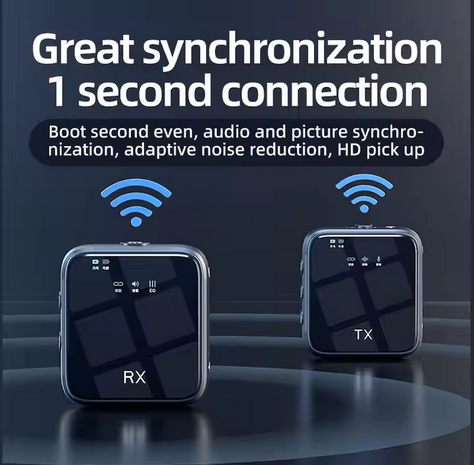 Great synchronization
1 second connection
Boot second even, audio and picture synchro-
nization, adaptive noise reduction, HD pick up
EQ
RX
TX